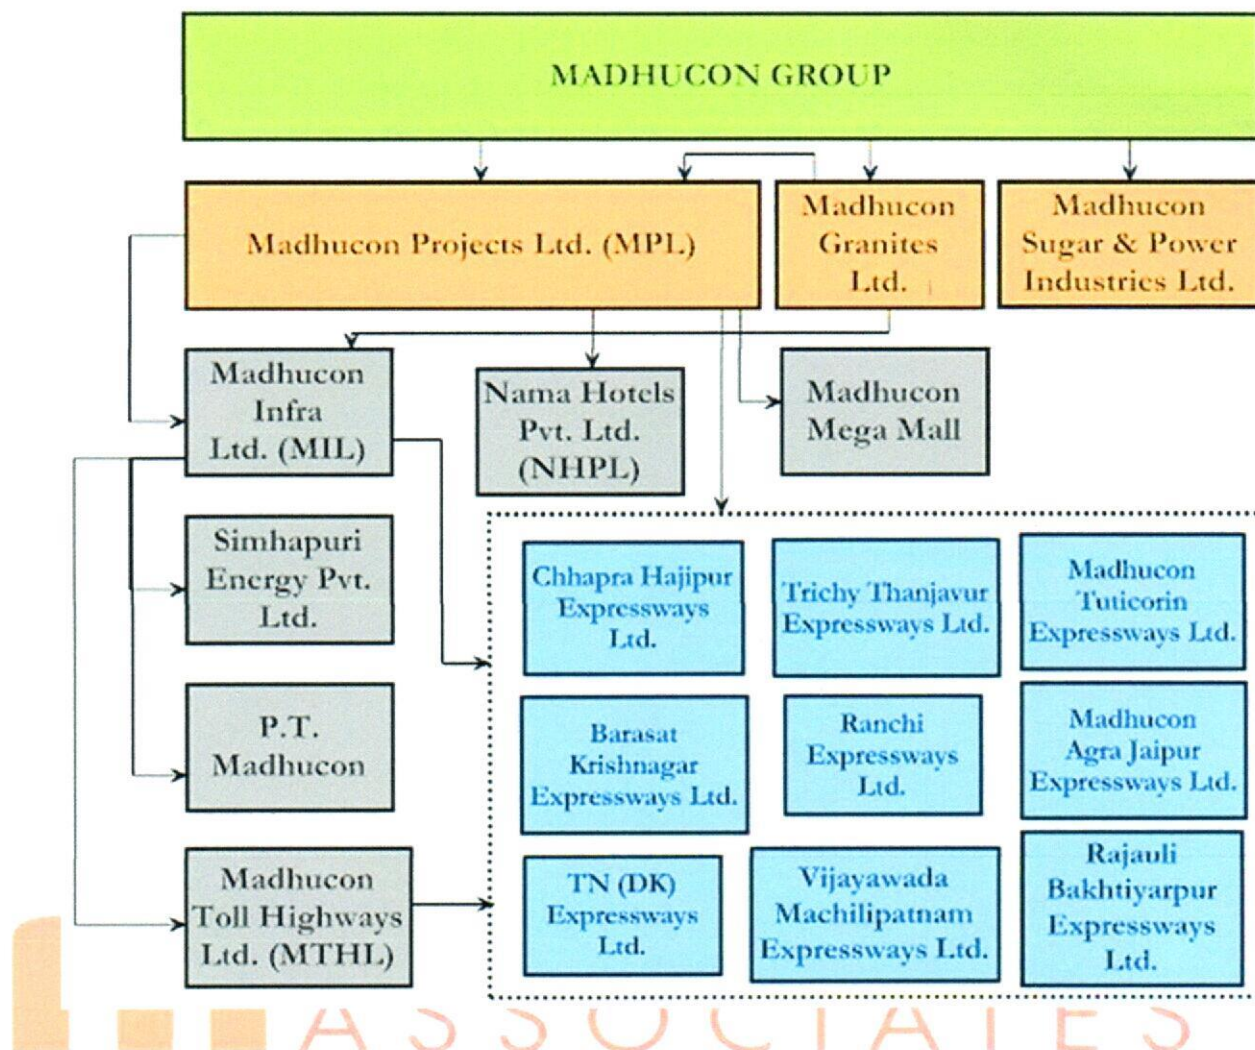 MADHUCON GROUP
Madhucon Projects Ltd. (MPL)
Madhucon
Granites
Ltd.
Madhucon
Sugar & Power
Industries Ltd.
Madhucon
Infra
Ltd. (MIL)
Nama Hotels
Pvt. Ltd.
(NHPL)
Madhucon
Mega Mall
Simhapuri
Energy Pvt.
Ltd.
P.T.
Madhucon
Madhucon
Toll Highways
Ltd. (MTHL)
Chhapra Hajipur
Expressways
Ltd.
Trichy Thanjavur
Expressways Ltd.
Madhucon
Tuticorin
Expressways Ltd.
Barasat
Krishnagar
Expressways Ltd.
Ranchi
Expressways
Ltd.
Madhucon
Agra Jaipur
Expressways Ltd.
TN (DK)
Expressways
Ltd.
Vijayawada
Machilipatnam
Expressways Ltd.
Rajauli
Bakhtiyarpur
Expressways
Ltd.
ASSOCIATES